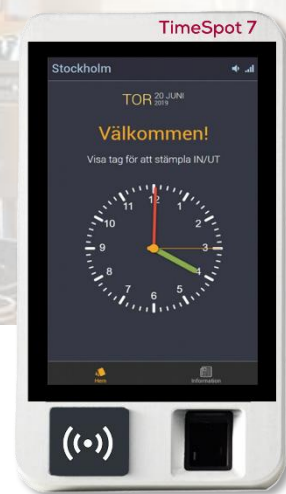 TimeSpot 7
Stockholm
TOR 20 JUNI
2019
Välkommen!
Visa tag för att stämpla IN/UT
12
1
2
3
4
5
6
7
8
9
10
11
Hem
Information